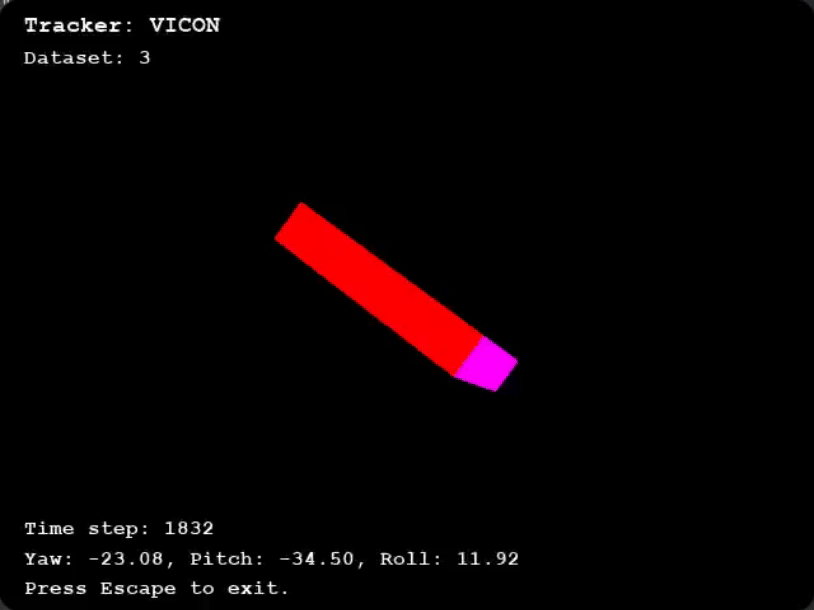 Tracker: VICON
Dataset: 3
Time step: 1832
Yaw: -23.08, Pitch: -34.50, Roll: 11.92
Press Escape to exit.